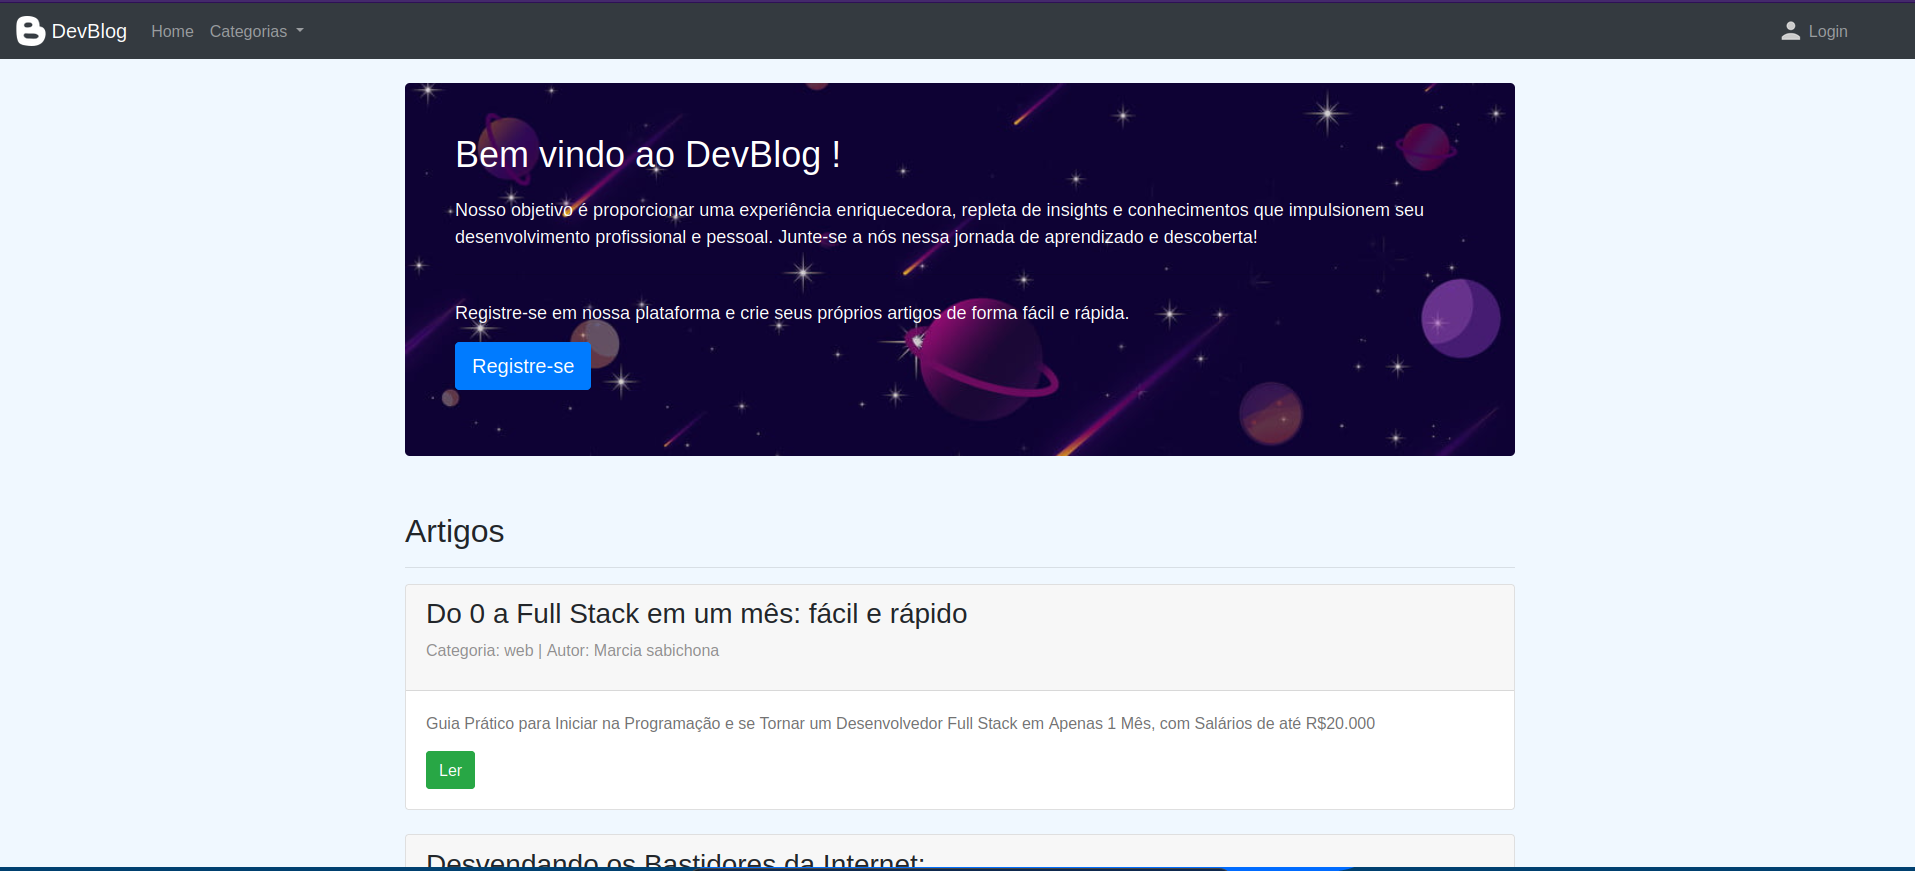 DevBlog Home Categorias Login
Bem vindo ao DevBlog !
Nosso objetivo é proporcionar uma experiência enriquecedora, repleta de insights e conhecimentos que impulsionem seu
desenvolvimento profissional e pessoal. Junte-se a nós nessa jornada de aprendizado e descoberta!
Registre-se em nossa plataforma e crie seus próprios artigos de forma fácil e rápida.
Registre-se
Artigos
Do 0 a Full Stack em um mês: fácil e rápido
Categoria: web | Autor: Marcia sabichona
Guia Prático para Iniciar na Programação e se Tornar um Desenvolvedor Full Stack em Apenas 1 Mês, com Salários de até R$20.000
Ler
Desvendando os Bastidores da Internet: